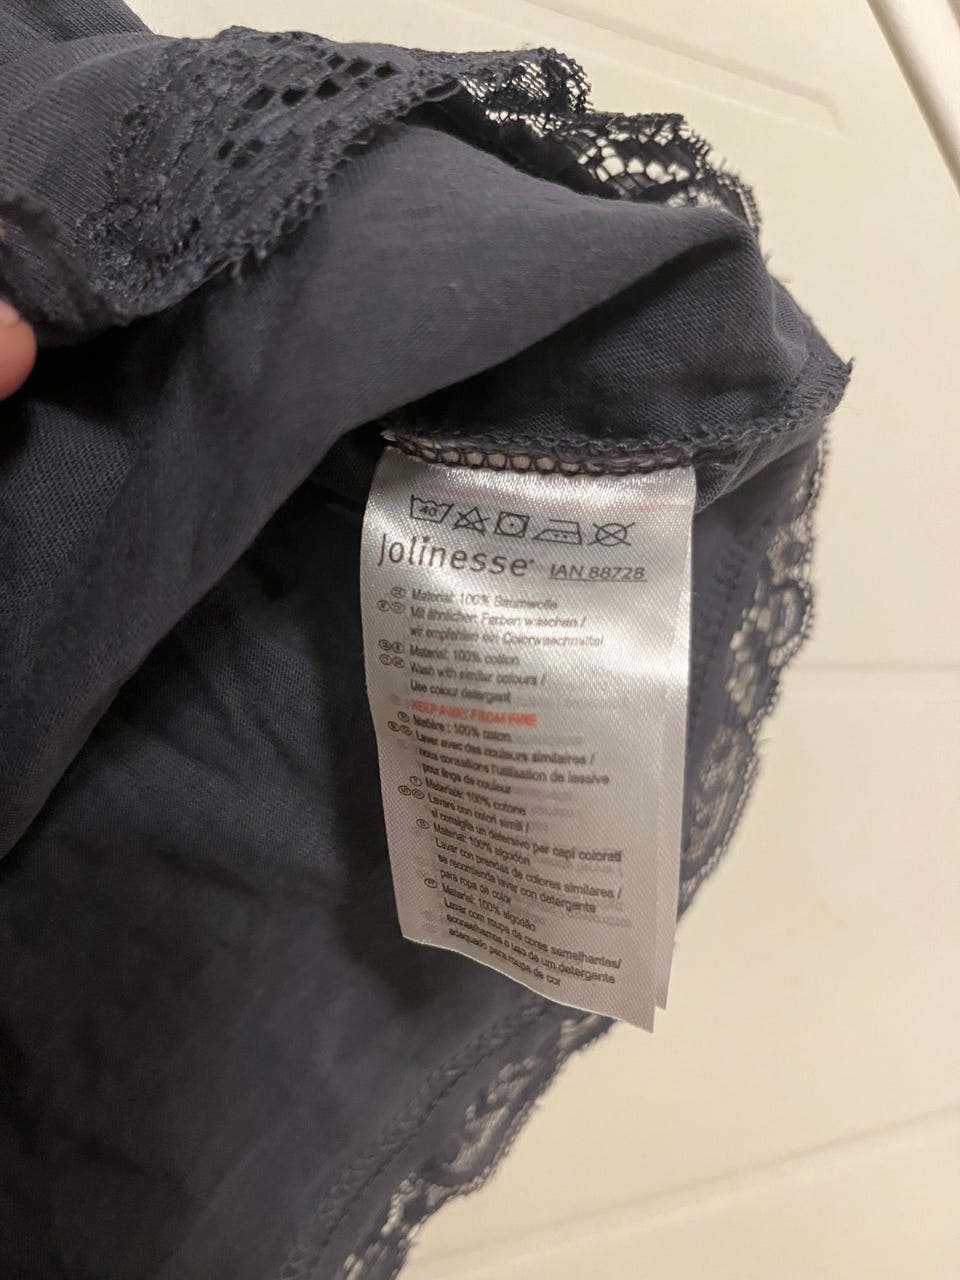 40
Jolinesse IAN 88728
Material: 100% Baumwolle
Mit ähnlichen Farben waschen /
wir empfehlen ein Colorwaschmittel
Material: 100% cotton
Wash with similar colours /
Use colour detergent
KEEP AWAY FROM FIRE
Matière : 100% coton
Laver avec des couleurs similaires /
nous conseillons l'utilisation de lessive
pour linge de couleur
Materiale: 100% cotone
Lavare con colori simili /
si consiglia un detersivo per capi colorati
Material: 100% algodón
Lavar con prendas de colores similares /
se recomienda lavar con detergente
para ropa de color
Material: 100% algodão
Lavar com roupa de cores semelhantes/
aconselhamos o uso de um detergente
adequado para roupa de cor